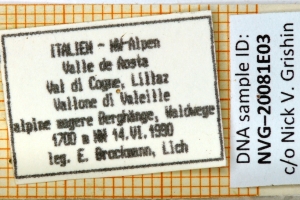 ITALIEN - NW-Alpen
Valle de Aosta
Val di Cogne, Lillaz
Vallone di Valeille
alpine magere Berghänge, Waldwege
1700 m NN 14.VI.1990
leg. E. Brockmann, Lich
DNA sample ID:
NVG-20081E03
c/o Nick V. Grishin